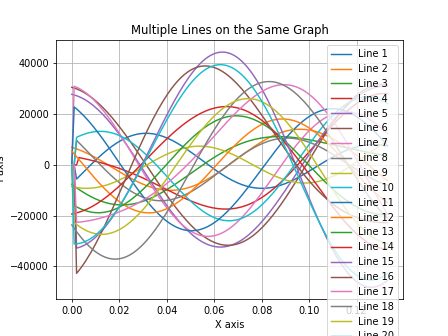 Multiple Lines on the Same Graph
40000
20000
0
−20000
−40000
0.00
0.02
0.04
0.06
0.08
0.10
X axis
Line 1
Line 2
Line 3
Line 4
Line 5
Line 6
Line 7
Line 8
Line 9
Line 10
Line 11
Line 12
Line 13
Line 14
Line 15
Line 16
Line 17
Line 18
Line 19
Line 20